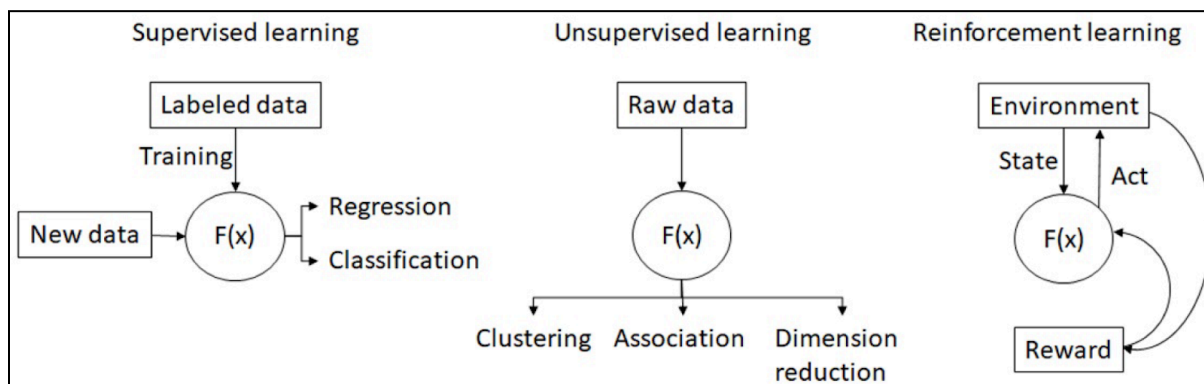 Supervised learning
Labeled data
Training
New data
F(x)
Regression
Classification
Unsupervised learning
Raw data
F(x)
Clustering
Association
Dimension
reduction
Reinforcement learning
Environment
State
Act
F(x)
Reward